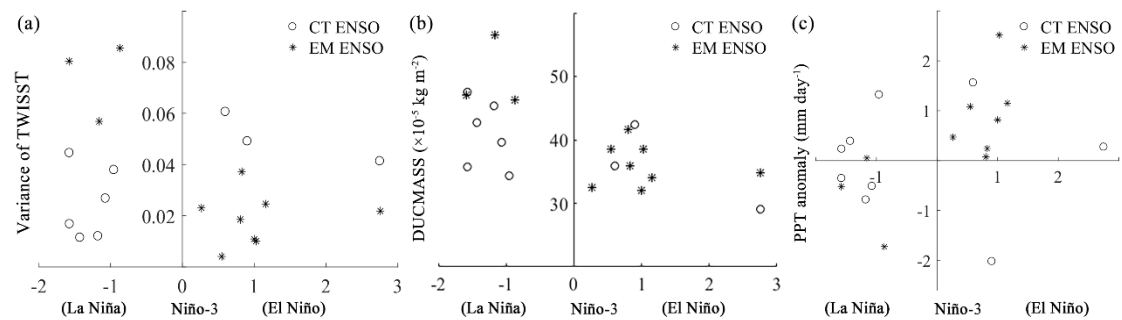 (a)
CT ENSO
EM ENSO
Variance of TWISST
0.08
0.06
0.04
0.02
-2
-1
0
1
2
3
(La Niña)
Niño-3
(El Niño)
(b)
CT ENSO
EM ENSO
DUCMASS (×10⁻⁵ kg m⁻²)
50
40
30
-2
-1
0
1
2
3
(La Niña)
Niño-3
(El Niño)
(c)
CT ENSO
EM ENSO
PPT anomaly (mm day⁻¹)
2
1
-1
-2
-1
1
2
(La Niña)
Niño-3
(El Niño)